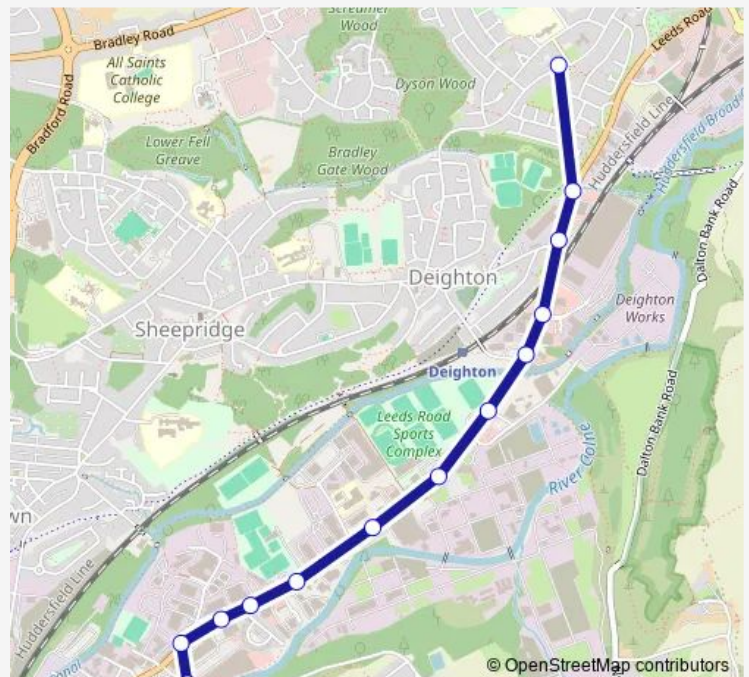 Screamer
Wood
Bradley Road
Leeds Road
All Saints
Catholic
College
Dyson Wood
Bradford Road
Lower Fell
Greave
Bradley
Gate Wood
Huddersfield Line
Huddersfield Broad
Dalton Bank Road
Deighton
Sheepridge
Deighton
Works
Deighton
Leeds Road
Sports
Complex
River Colne
Dalton Bank Road
wn
Huddersfield Line
nal
© OpenStreetMap contributors